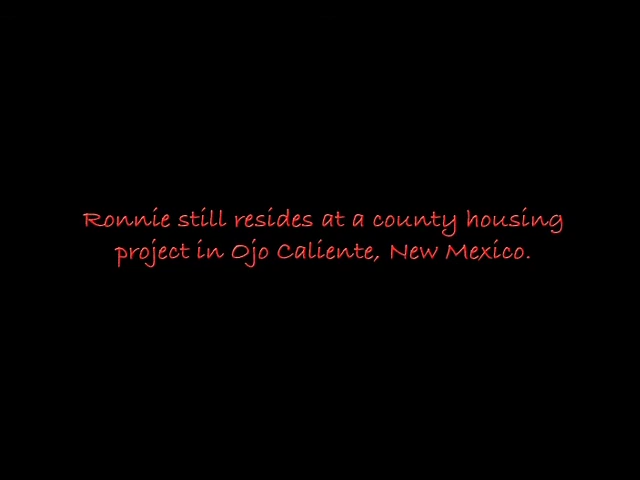 Ronnie still resides at a county housing
project in Ojo Caliente, New Mexico.